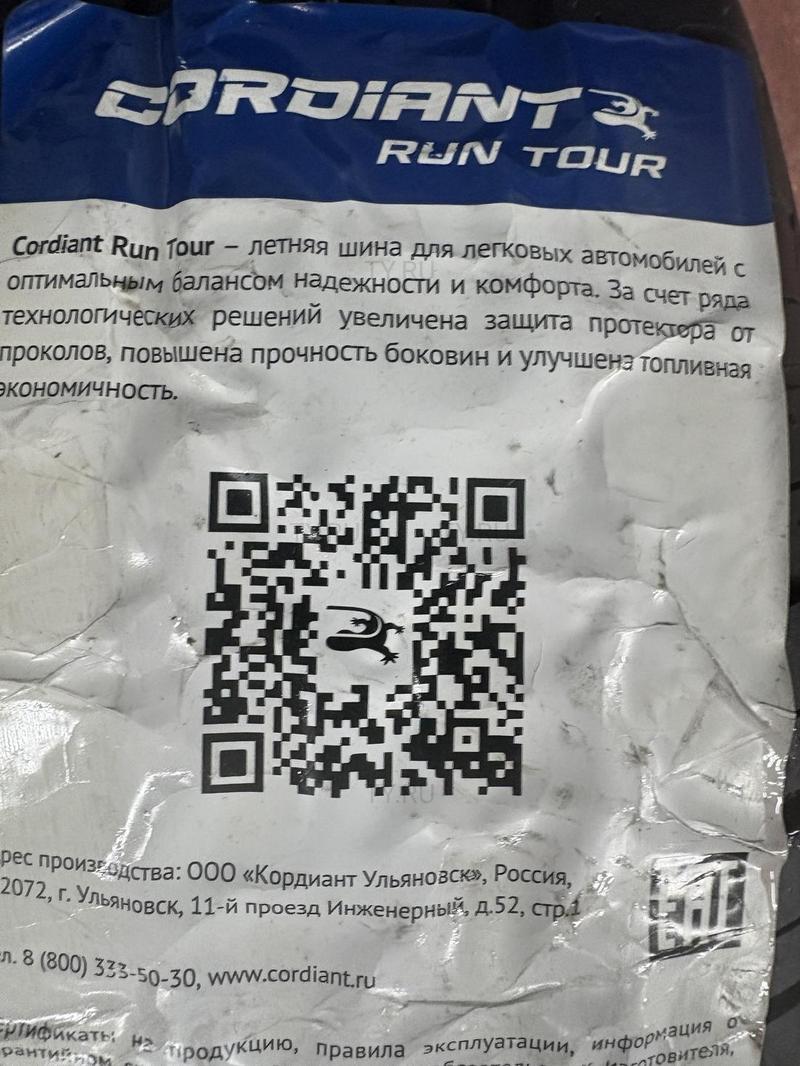 CORDIANT
RUN TOUR
Cordiant Run Tour – летняя шина для легковых автомобилей с
оптимальным балансом надежности и комфорта. За счет ряда
технологических решений увеличена защита протектора от
проколов, повышена прочность боковин и улучшена топливная
экономичность.
рес производства: ООО «Кордиант Ульяновск», Россия,
2072, г. Ульяновск, 11-й проезд Инженерный, д.52, стр.1
EAC
л. 8 (800) 333-50-30, www.cordiant.ru
ертификаты на продукцию, правила эксплуатации, информация о